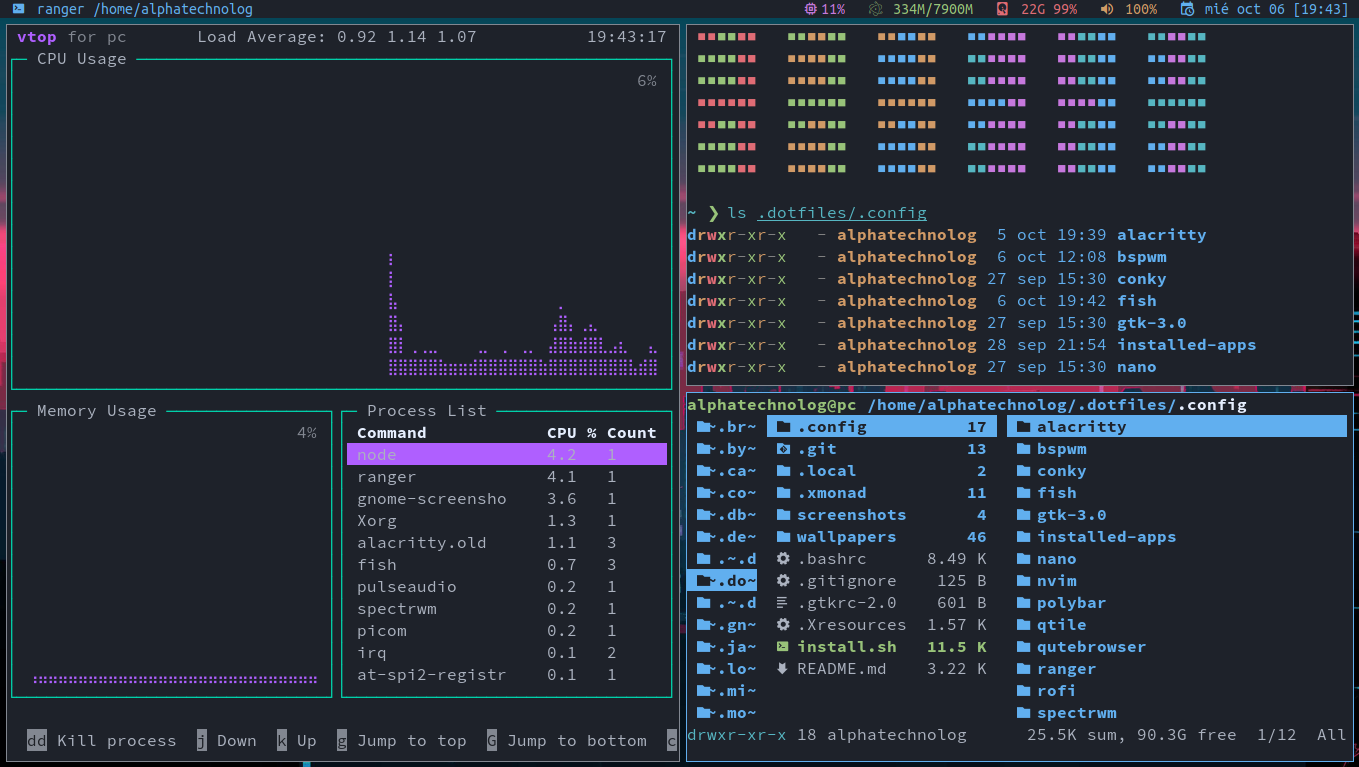 ranger /home/alphatechnolog 11% 334M/7900M 22G 99% 100% mié oct 06 [19:43]
vtop for pc Load Average: 0.92 1.14 1.07 19:43:17
CPU Usage
6%
Memory Usage
4%
Process List
Command CPU % Count
node 4.2 1
ranger 4.1 1
gnome-screensho 3.6 1
Xorg 1.3 1
alacritty.old 1.1 3
fish 0.7 3
pulseaudio 0.2 1
spectrwm 0.2 1
picom 0.2 1
irq 0.1 2
at-spi2-registr 0.1 1
dd Kill process j Down k Up g Jump to top G Jump to bottom c
~ ❯ ls .dotfiles/.config
drwxr-xr-x - alphatechnolog 5 oct 19:39 alacritty
drwxr-xr-x - alphatechnolog 6 oct 12:08 bspwm
drwxr-xr-x - alphatechnolog 27 sep 15:30 conky
drwxr-xr-x - alphatechnolog 6 oct 19:42 fish
drwxr-xr-x - alphatechnolog 27 sep 15:30 gtk-3.0
drwxr-xr-x - alphatechnolog 28 sep 21:54 installed-apps
drwxr-xr-x - alphatechnolog 27 sep 15:30 nano
alphatechnolog@pc /home/alphatechnolog/.dotfiles/.config
~.br~ .config 17 alacritty
~.by~ .git 13 bspwm
~.ca~ .local 2 conky
~.co~ .xmonad 11 fish
~.db~ screenshots 4 gtk-3.0
~.de~ wallpapers 46 installed-apps
.~.d .bashrc 8.49 K nano
~.do~ .gitignore 125 B nvim
.~.d .gtkrc-2.0 601 B polybar
~.gn~ .Xresources 1.57 K qtile
~.ja~ install.sh 11.5 K qutebrowser
~.lo~ README.md 3.22 K ranger
~.mi~ rofi
~.mo~ spectrwm
drwxr-xr-x 18 alphatechnolog 25.5K sum, 90.3G free 1/12 All